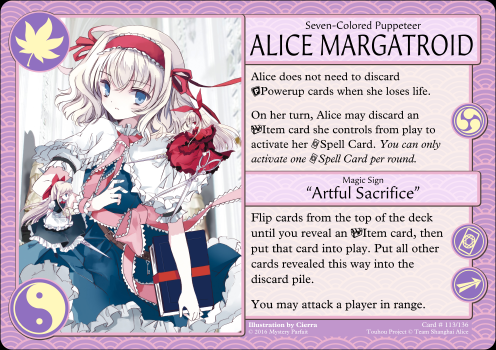 Seven-Colored Puppeteer
ALICE MARGATROID
Alice does not need to discard
Powerup cards when she loses life.
On her turn, Alice may discard an
Item card she controls from play to
activate her Spell Card. You can only
activate one Spell Card per round.
Magic Sign
“Artful Sacrifice”
Flip cards from the top of the deck
until you reveal an Item card, then
put that card into play. Put all other
cards revealed this way into the
discard pile.
You may attack a player in range.
Illustration by Cierra
© 2016 Mystery Parfait
Card # 113/136
Touhou Project © Team Shanghai Alice